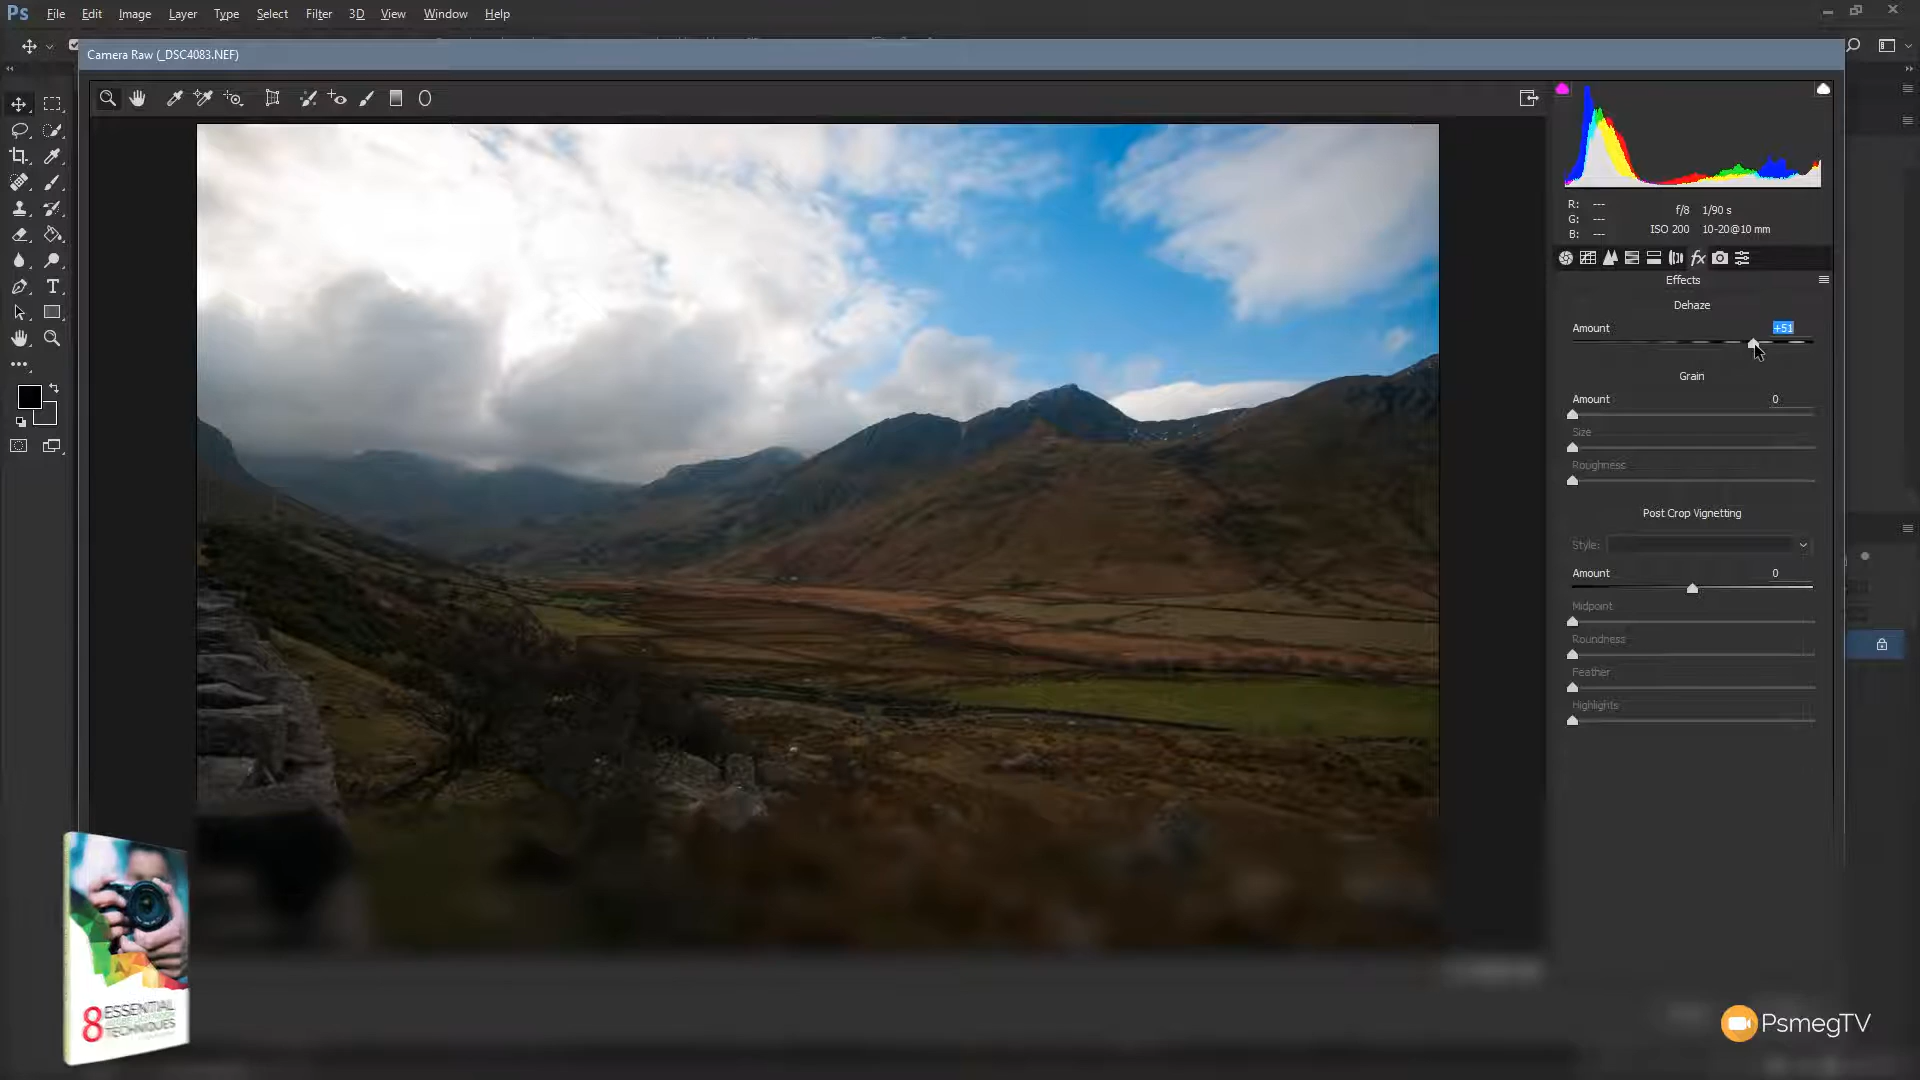 Ps File Edit Image Layer Type Select Filter 3D View Window Help
Camera Raw (_DSC4083.NEF)
R: ---
G: ---
B: ---
f/8 1/90 s
ISO 200 10-20@10 mm
fx
Effects
Dehaze
Amount +51
Grain
Amount 0
Size
Roughness
Post Crop Vignetting
Style:
Amount 0
Midpoint
Roundness
Feather
Highlights
T
8 ESSENTIAL
TECHNIQUES
PsmegTV